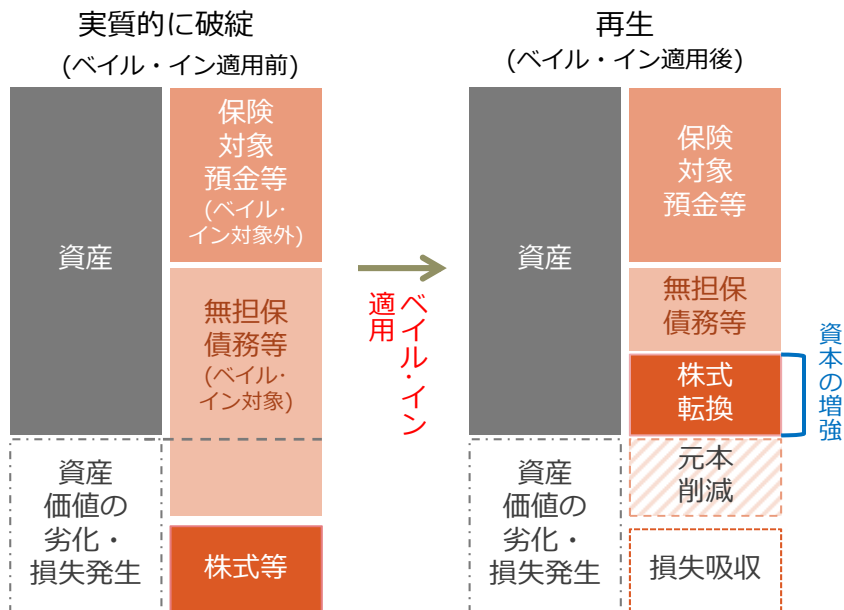 実質的に破綻
(ベイル・イン適用前)
資産
保険
対象
預金等
(ベイル・
イン対象外)
無担保
債務等
(ベイル・
イン対象)
資産
価値の
劣化・
損失発生
株式等
ベイル・イン
適用
再生
(ベイル・イン適用後)
資産
保険
対象
預金等
無担保
債務等
株式
転換
資本の増強
資産
価値の
劣化・
損失発生
元本
削減
損失吸収